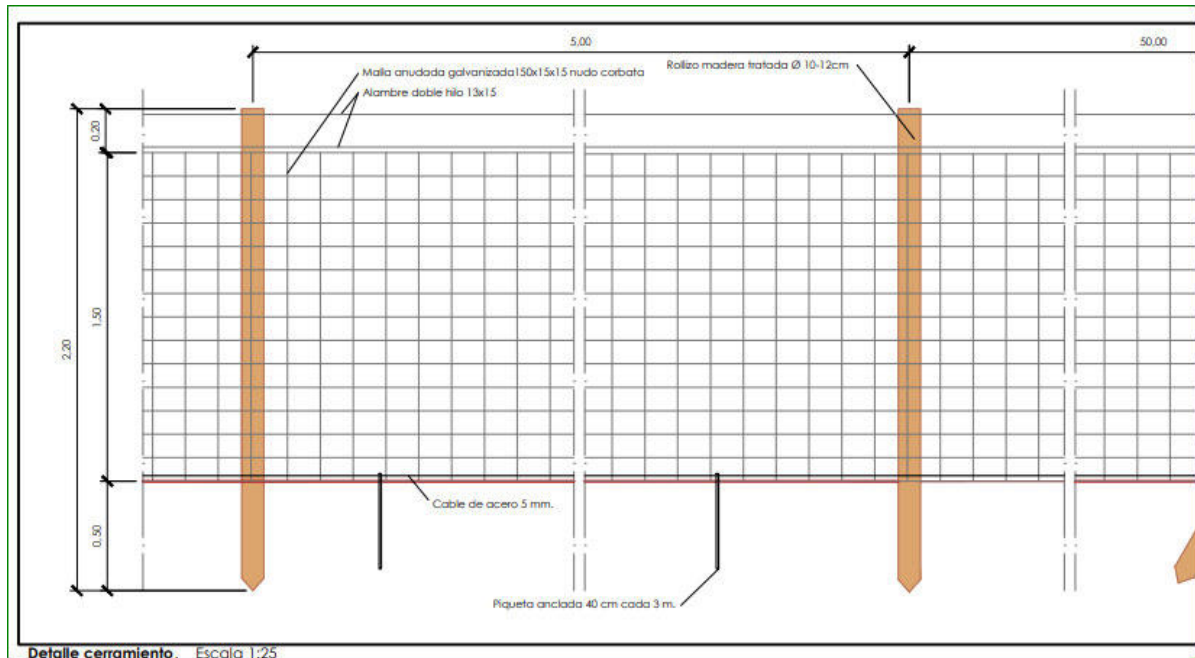 5,00
50,00
Malla anudada galvanizada150x15x15 nudo corbata
Rollizo madera tratada Ø 10-12cm
Alambre doble hilo 13x15
0.20
1.50
2.20
0.50
Cable de acero 5 mm.
Piqueta anclada 40 cm cada 3 m.
Detalle cerramiento. Escala 1:25